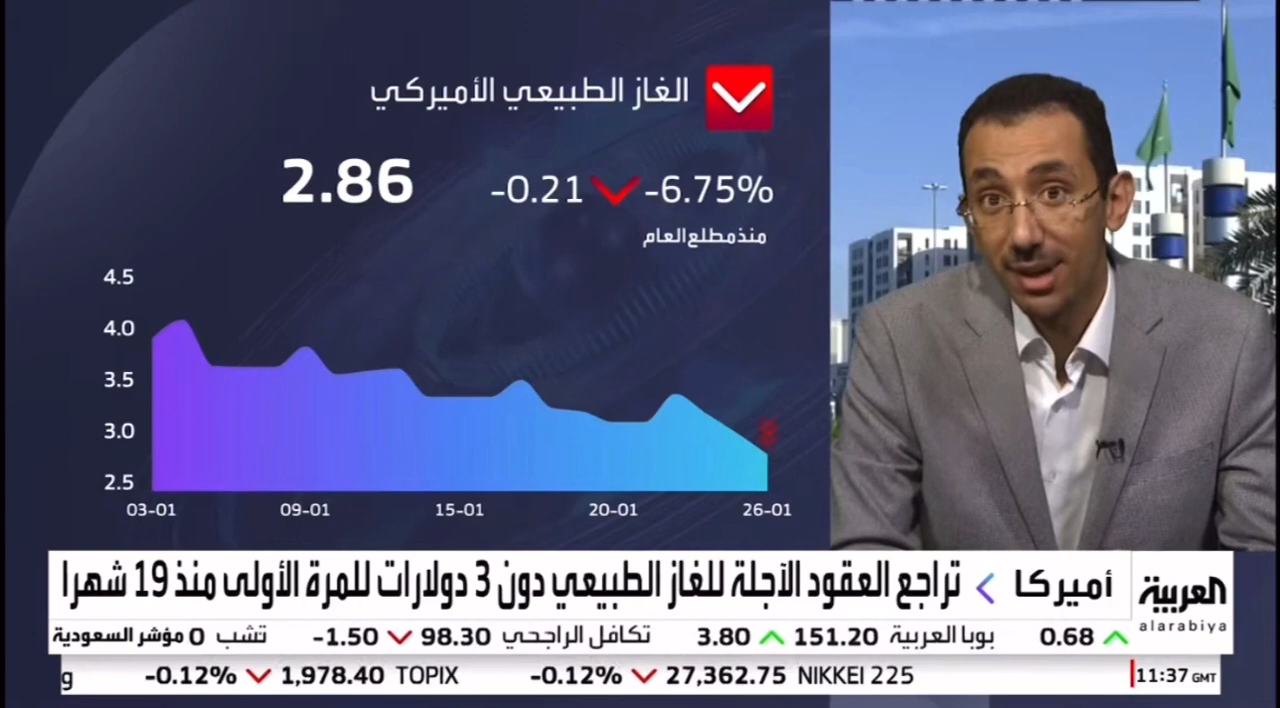 الغاز الطبيعي الأميركي
2.86 -0.21 -6.75%
منذ مطلع العام
4.5
4.0
3.5
3.0
2.5
03-01 09-01 15-01 20-01 26-01
أميركا تراجع العقود الآجلة للغاز الطبيعي دون 3 دولارات للمرة الأولى منذ 19 شهرا
العربية
alarabiya
0.68 بوبا العربية 151.20 3.80 تكافل الراجحي 98.30 -1.50 تشب 0 مؤشر السعودية
11:37 GMT
NIKKEI 225 27,362.75 -0.12% TOPIX 1,978.40 -0.12% g